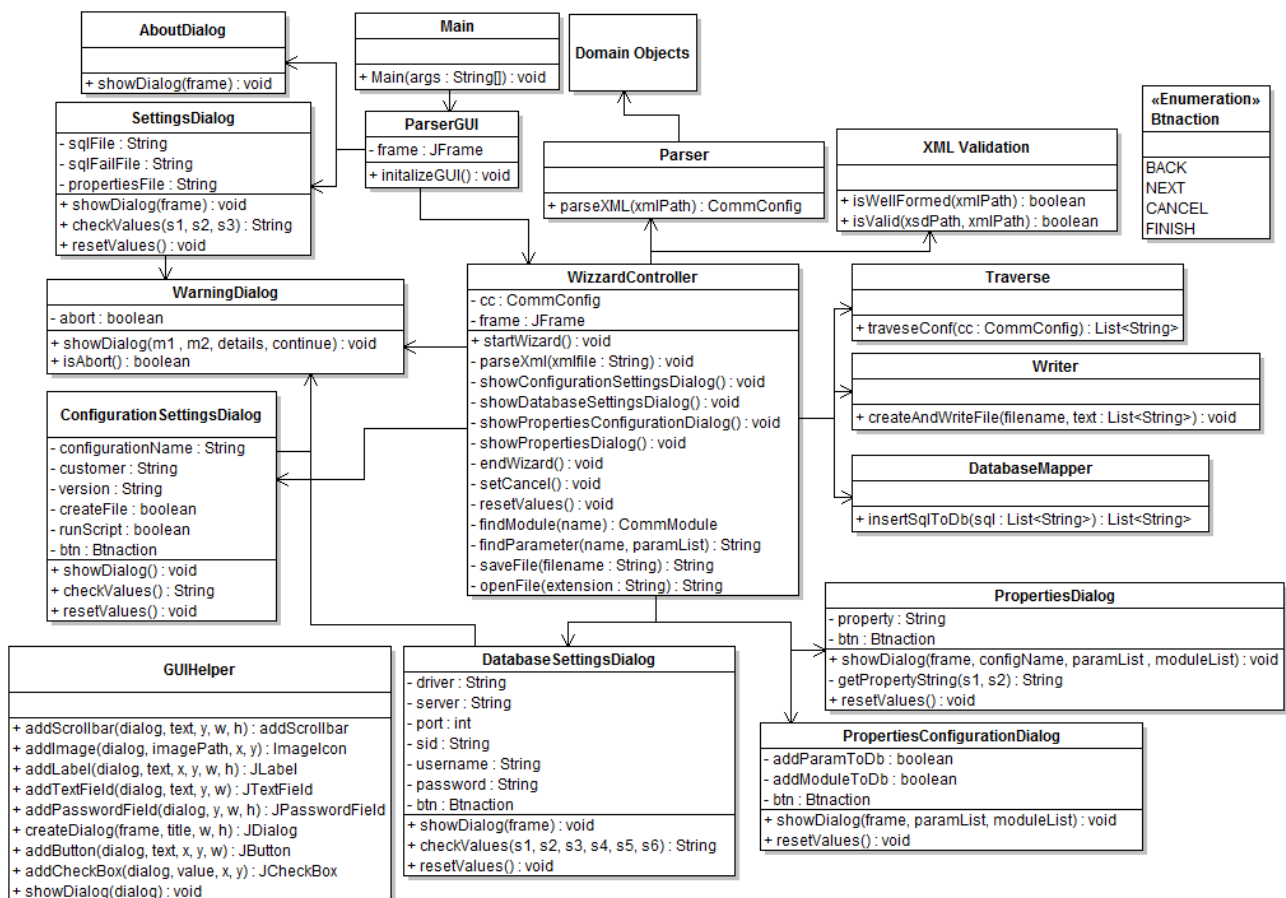 AboutDialog
+ showDialog(frame) : void
Main
+ Main(args : String[]) : void
Domain Objects
«Enumeration»
Btnaction
BACK
NEXT
CANCEL
FINISH
SettingsDialog
- sqlFile : String
- sqlFailFile : String
- propertiesFile : String
+ showDialog(frame) : void
+ checkValues(s1, s2, s3) : String
+ resetValues() : void
ParserGUI
- frame : JFrame
+ initalizeGUI() : void
Parser
+ parseXML(xmlPath) : CommConfig
XML Validation
+ isWellFormed(xmlPath) : boolean
+ isValid(xsdPath, xmlPath) : boolean
WarningDialog
- abort : boolean
+ showDialog(m1 , m2, details, continue) : void
+ isAbort() : boolean
WizzardController
- cc : CommConfig
- frame : JFrame
+ startWizard() : void
- parseXml(xmlfile : String) : void
- showConfigurationSettingsDialog() : void
- showDatabaseSettingsDialog() : void
- showPropertiesConfigurationDialog() : void
- showPropertiesDialog() : void
- endWizard() : void
- setCancel() : void
- resetValues() : void
- findModule(name) : CommModule
- findParameter(name, paramList) : String
- saveFile(filename : String) : String
- openFile(extension : String) : String
Traverse
+ traveseConf(cc : CommConfig) : List<String>
Writer
+ createAndWriteFile(filename, text : List<String>) : void
DatabaseMapper
+ insertSqlToDb(sql : List<String>) : List<String>
ConfigurationSettingsDialog
- configurationName : String
- customer : String
- version : String
- createFile : boolean
- runScript : boolean
- btn : Btnaction
+ showDialog() : void
+ checkValues() : String
+ resetValues() : void
PropertiesDialog
- property : String
- btn : Btnaction
+ showDialog(frame, configName, paramList , moduleList) : void
- getPropertyString(s1, s2) : String
+ resetValues() : void
GUIHelper
+ addScrollbar(dialog, text, y, w, h) : addScrollbar
+ addImage(dialog, imagePath, x, y) : ImageIcon
+ addLabel(dialog, text, x, y, w, h) : JLabel
+ addTextField(dialog, text, y, w) : JTextField
+ addPasswordField(dialog, y, w, h) : JPasswordField
+ createDialog(frame, title, w, h) : JDialog
+ addButton(dialog, text, x, y, w) : JButton
+ addCheckBox(dialog, value, x, y) : JCheckBox
+ showDialog(dialog) : void
DatabaseSettingsDialog
- driver : String
- server : String
- port : int
- sid : String
- username : String
- password : String
- btn : Btnaction
+ showDialog(frame) : void
+ checkValues(s1, s2, s3, s4, s5, s6) : String
+ resetValues() : void
PropertiesConfigurationDialog
- addParamToDb : boolean
- addModuleToDb : boolean
- btn : Btnaction
+ showDialog(frame, paramList, moduleList) : void
+ resetValues() : void